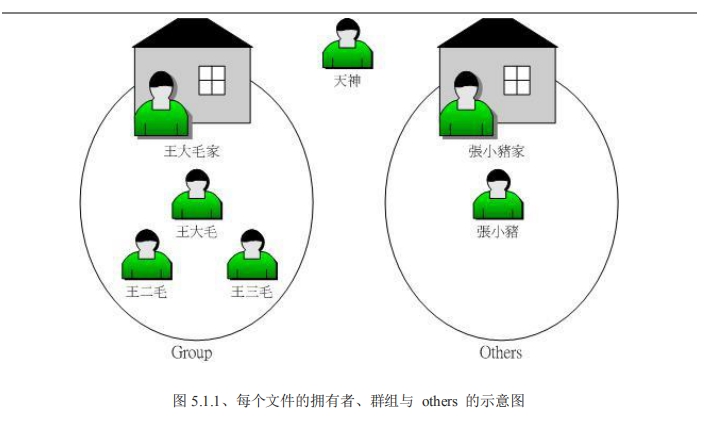 天神
王大毛家
張小豬家
王大毛
張小豬
王二毛
王三毛
Group
Others
图 5.1.1、每个文件的拥有者、群组与 others 的示意图